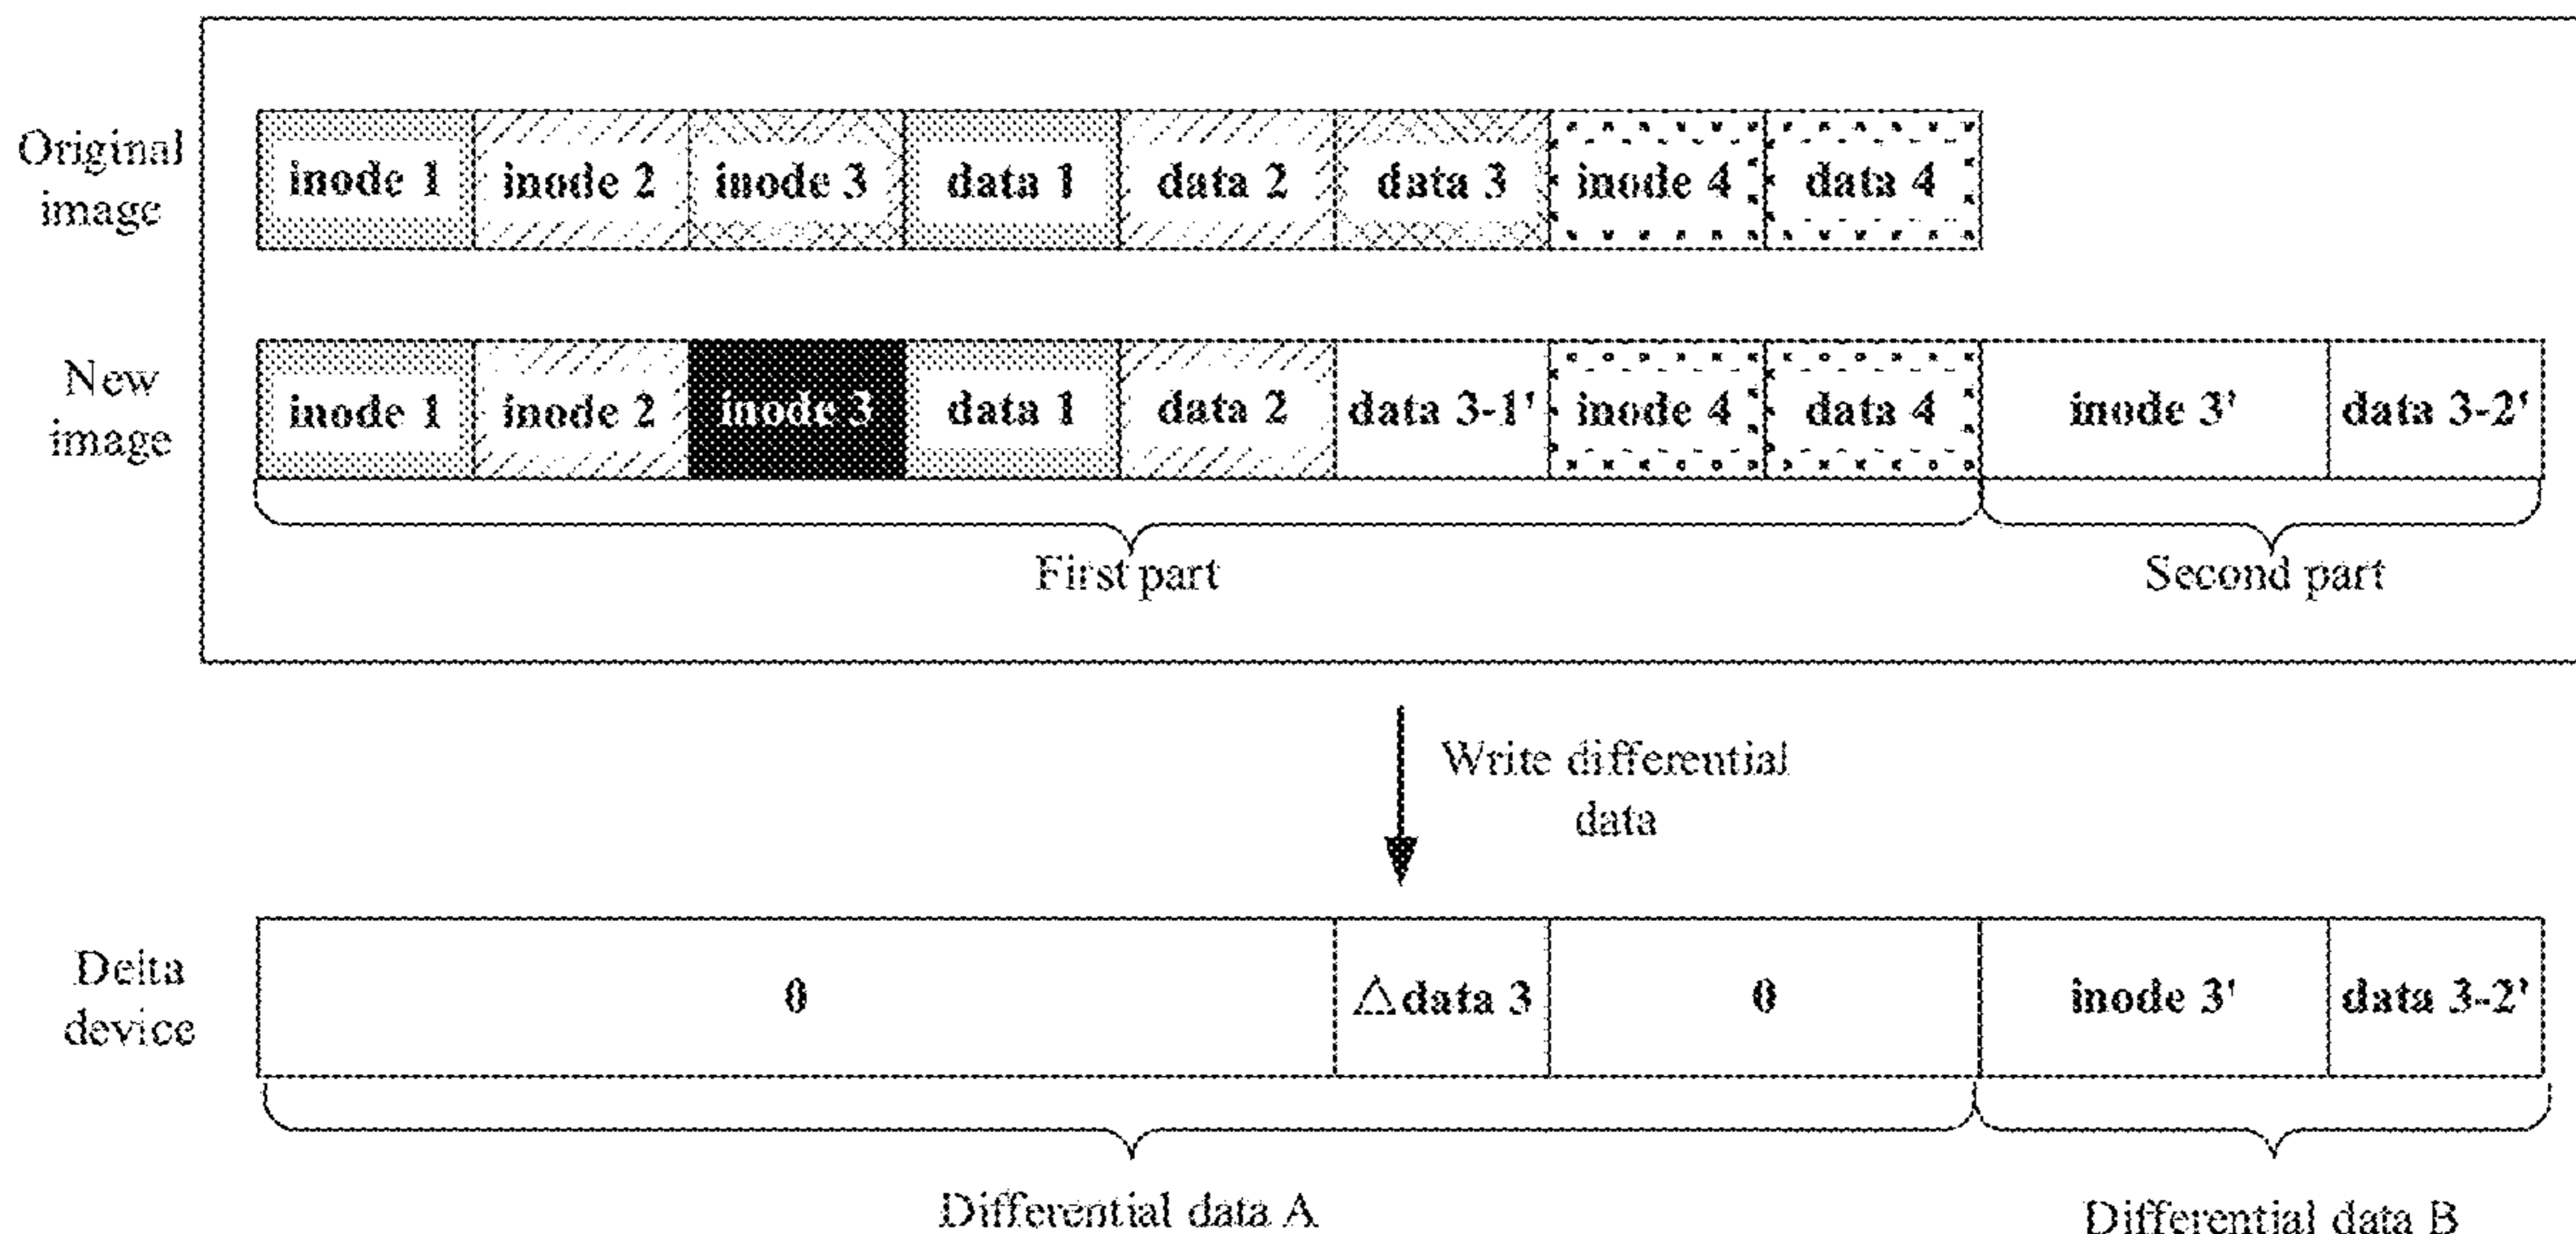 Original
image
inode 1 inode 2 inode 3 data 1 data 2 data 3 inode 4 data 4
New
image
inode 1 inode 2 inode 3 data 1 data 2 data 3-1' inode 4 data 4 inode 3' data 3-2'
First part Second part
Write differential
data
Delta
device
0 △data 3 0 inode 3' data 3-2'
Differential data A Differential data B